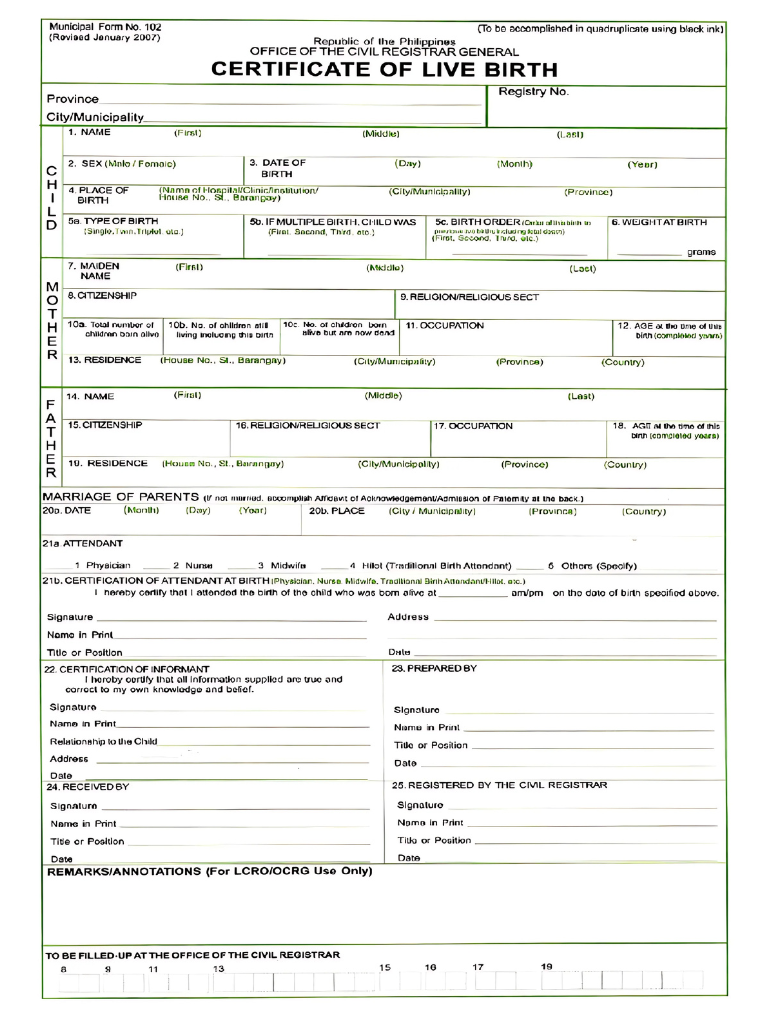 Municipal Form No. 102
(Revised January 2007)
(To be accomplished in quadruplicate using black ink)
Republic of the Philippines
OFFICE OF THE CIVIL REGISTRAR GENERAL
CERTIFICATE OF LIVE BIRTH
Province
Registry No.
City/Municipality
CHILD
1. NAME (First) (Middle) (Last)
2. SEX (Male / Female) 3. DATE OF BIRTH (Day) (Month) (Year)
4. PLACE OF BIRTH (Name of Hospital/Clinic/Institution/ House No., St., Barangay) (City/Municipality) (Province)
5a. TYPE OF BIRTH 5b. IF MULTIPLE BIRTH, CHILD WAS 5c. BIRTH ORDER (Order of this birth to 6. WEIGHT AT BIRTH
(Single, Twin, Triplet, etc.) (First, Second, Third, etc.) previous live births including fetal death)
(First, Second, Third, etc.)
grams
MOTHER
7. MAIDEN NAME (First) (Middle) (Last)
8. CITIZENSHIP 9. RELIGION/RELIGIOUS SECT
10a. Total number of children born alive 10b. No. of children still living including this birth 10c. No. of children born alive but are now dead 11. OCCUPATION 12. AGE at the time of this birth (completed years)
13. RESIDENCE (House No., St., Barangay) (City/Municipality) (Province) (Country)
FATHER
14. NAME (First) (Middle) (Last)
15. CITIZENSHIP 16. RELIGION/RELIGIOUS SECT 17. OCCUPATION 18. AGE at the time of this birth (completed years)
19. RESIDENCE (House No., St., Barangay) (City/Municipality) (Province) (Country)
MARRIAGE OF PARENTS (If not married, accomplish Affidavit of Acknowledgement/Admission of Paternity at the back.)
20a. DATE (Month) (Day) (Year) 20b. PLACE (City / Municipality) (Province) (Country)
21a. ATTENDANT
1 Physician 2 Nurse 3 Midwife 4 Hilot (Traditional Birth Attendant) 5 Others (Specify)
21b. CERTIFICATION OF ATTENDANT AT BIRTH (Physician, Nurse, Midwife, Traditional Birth Attendant/Hilot, etc.)
I hereby certify that I attended the birth of the child who was born alive at am/pm on the date of birth specified above.
Signature Address
Name in Print
Title or Position Date
22. CERTIFICATION OF INFORMANT
I hereby certify that all information supplied are true and
correct to my own knowledge and belief.
Signature
Name in Print
Relationship to the Child
Address
Date
23. PREPARED BY
Signature
Name in Print
Title or Position
Date
24. RECEIVED BY
Signature
Name in Print
Title or Position
Date
25. REGISTERED BY THE CIVIL REGISTRAR
Signature
Name in Print
Title or Position
Date
REMARKS/ANNOTATIONS (For LCRO/OCRG Use Only)
TO BE FILLED-UP AT THE OFFICE OF THE CIVIL REGISTRAR
8 9 11 13 15 16 17 19